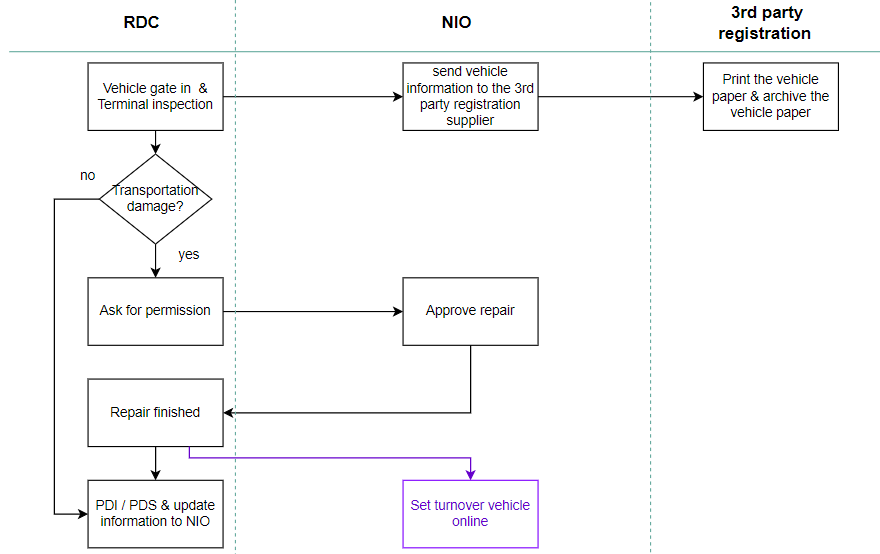 RDC
NIO
3rd party
registration
Vehicle gate in &
Terminal inspection
send vehicle
information to the 3rd
party registration
supplier
Print the vehicle
paper & archive the
vehicle paper
no
Transportation
damage?
yes
Ask for permission
Approve repair
Repair finished
PDI / PDS & update
information to NIO
Set turnover vehicle
online